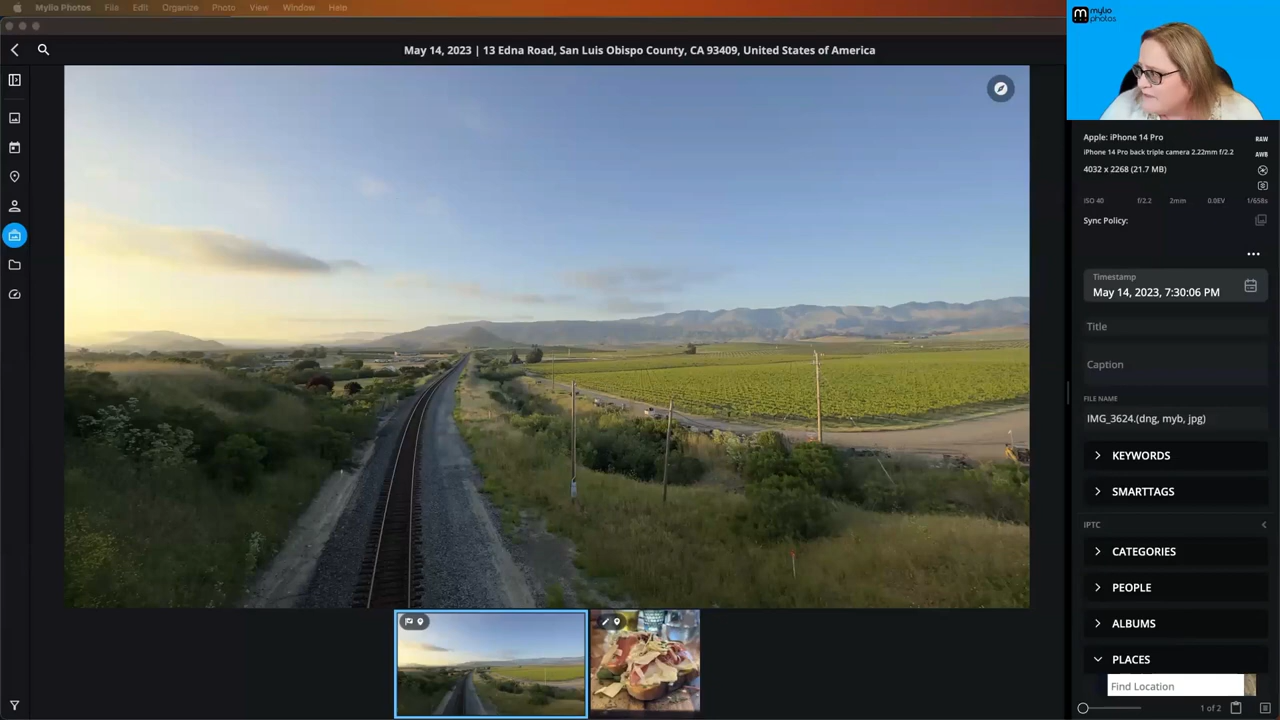 Mylio Photos File Edit Organize Photo View Window Help
mylio photos
May 14, 2023 | 13 Edna Road, San Luis Obispo County, CA 93409, United States of America
Apple: iPhone 14 Pro
RAW
iPhone 14 Pro back triple camera 2.22mm f/2.2
AWB
4032 x 2268 (21.7 MB)
ISO 40 f/2.2 2mm 0.0EV 1/658s
Sync Policy:
Timestamp
May 14, 2023, 7:30:06 PM
Title
Caption
FILE NAME
IMG_3624.(dng, myb, jpg)
KEYWORDS
SMARTTAGS
IPTC
CATEGORIES
PEOPLE
ALBUMS
PLACES
Find Location
1 of 2